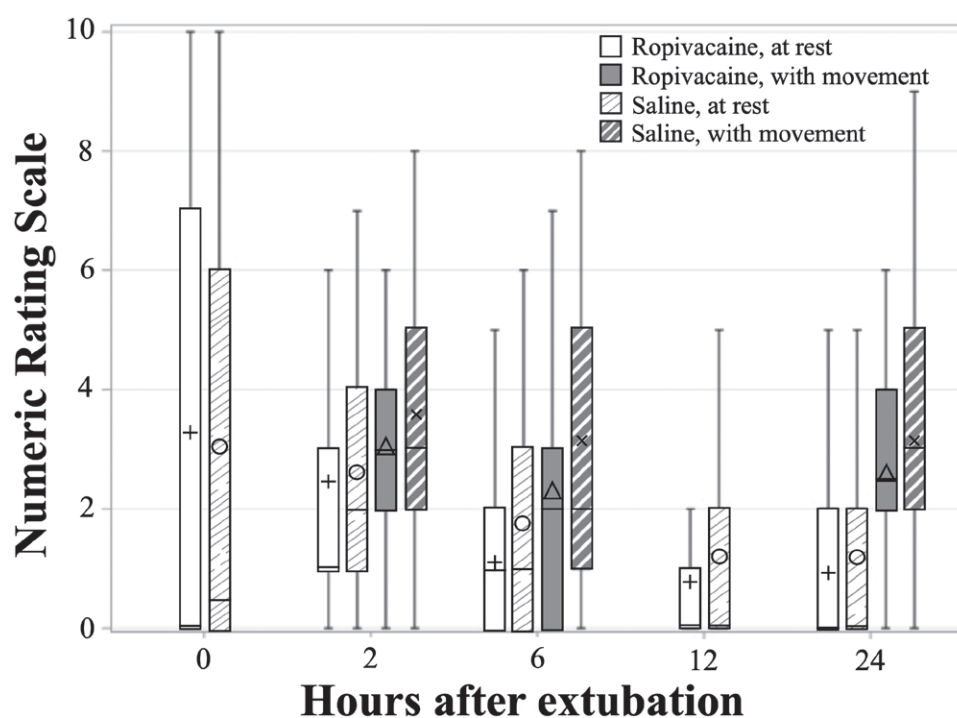 Numeric Rating Scale
10
8
6
4
2
0
Ropivacaine, at rest
Ropivacaine, with movement
Saline, at rest
Saline, with movement
0 2 6 12 24
Hours after extubation